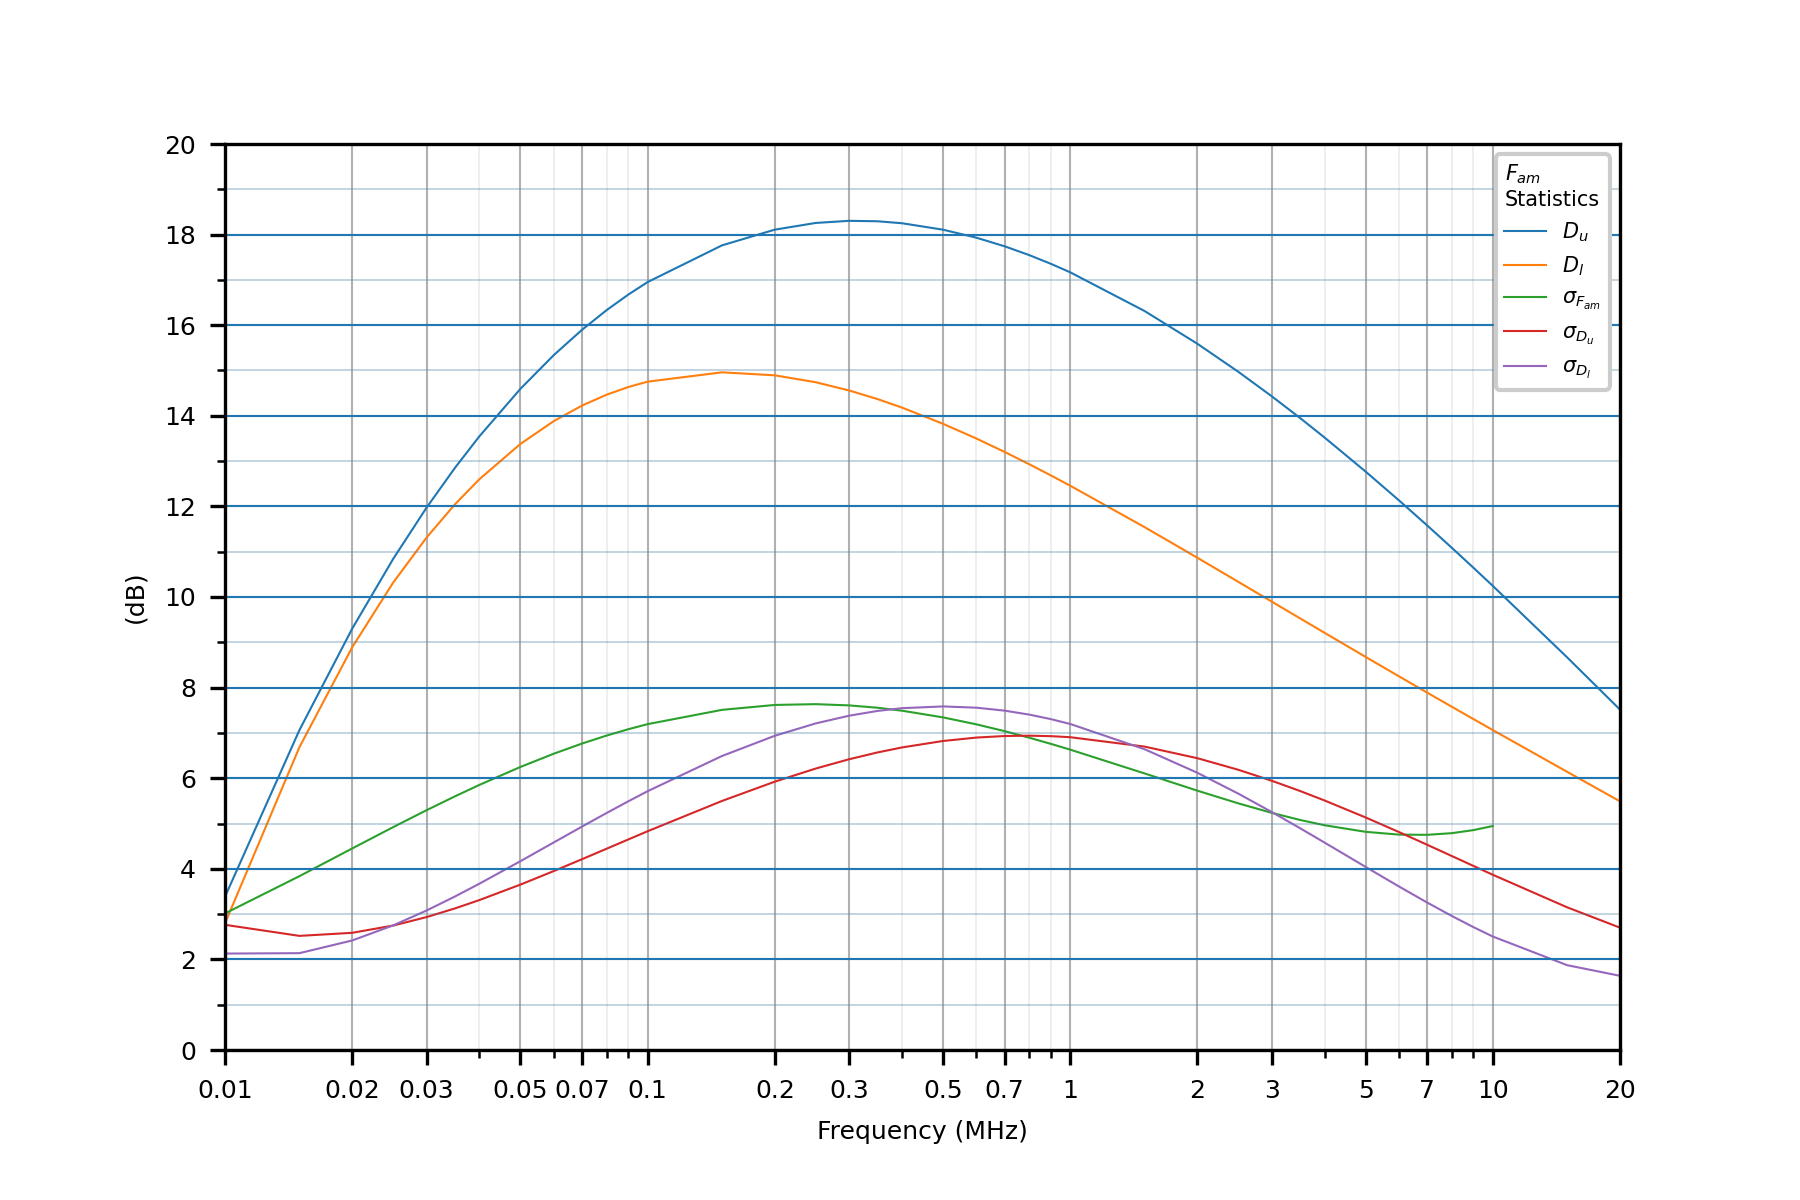 20
18
16
14
12
10
8
6
4
2
0
(dB)
F_am
Statistics
D_u
D_l
σ_F_am
σ_D_u
σ_D_l
0.01 0.02 0.03 0.05 0.07 0.1 0.2 0.3 0.5 0.7 1 2 3 5 7 10 20
Frequency (MHz)